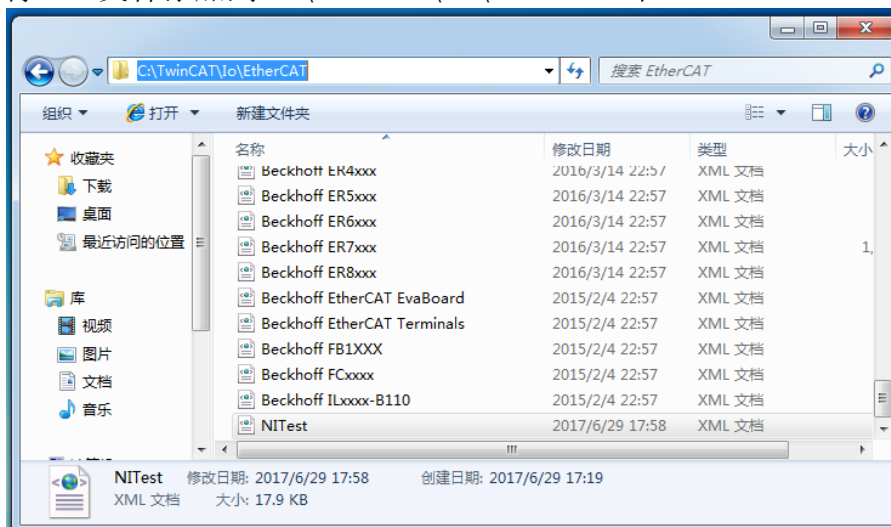 C:\TwinCAT\Io\EtherCAT
搜索 EtherCAT
组织 打开 新建文件夹
名称 修改日期 类型 大小
Beckhoff ER4xxx 2016/3/14 22:57 XML 文档
Beckhoff ER5xxx 2016/3/14 22:57 XML 文档
Beckhoff ER6xxx 2016/3/14 22:57 XML 文档
Beckhoff ER7xxx 2016/3/14 22:57 XML 文档 1,
Beckhoff ER8xxx 2016/3/14 22:57 XML 文档
Beckhoff EtherCAT EvaBoard 2015/2/4 22:57 XML 文档
Beckhoff EtherCAT Terminals 2015/2/4 22:57 XML 文档
Beckhoff FB1XXX 2015/2/4 22:57 XML 文档
Beckhoff FCxxxx 2015/2/4 22:57 XML 文档
Beckhoff ILxxxx-B110 2015/2/4 22:57 XML 文档
NITest 2017/6/29 17:58 XML 文档
收藏夹
下载
桌面
最近访问的位置
库
视频
图片
文档
音乐
NITest 修改日期: 2017/6/29 17:58 创建日期: 2017/6/29 17:19
XML 文档 大小: 17.9 KB